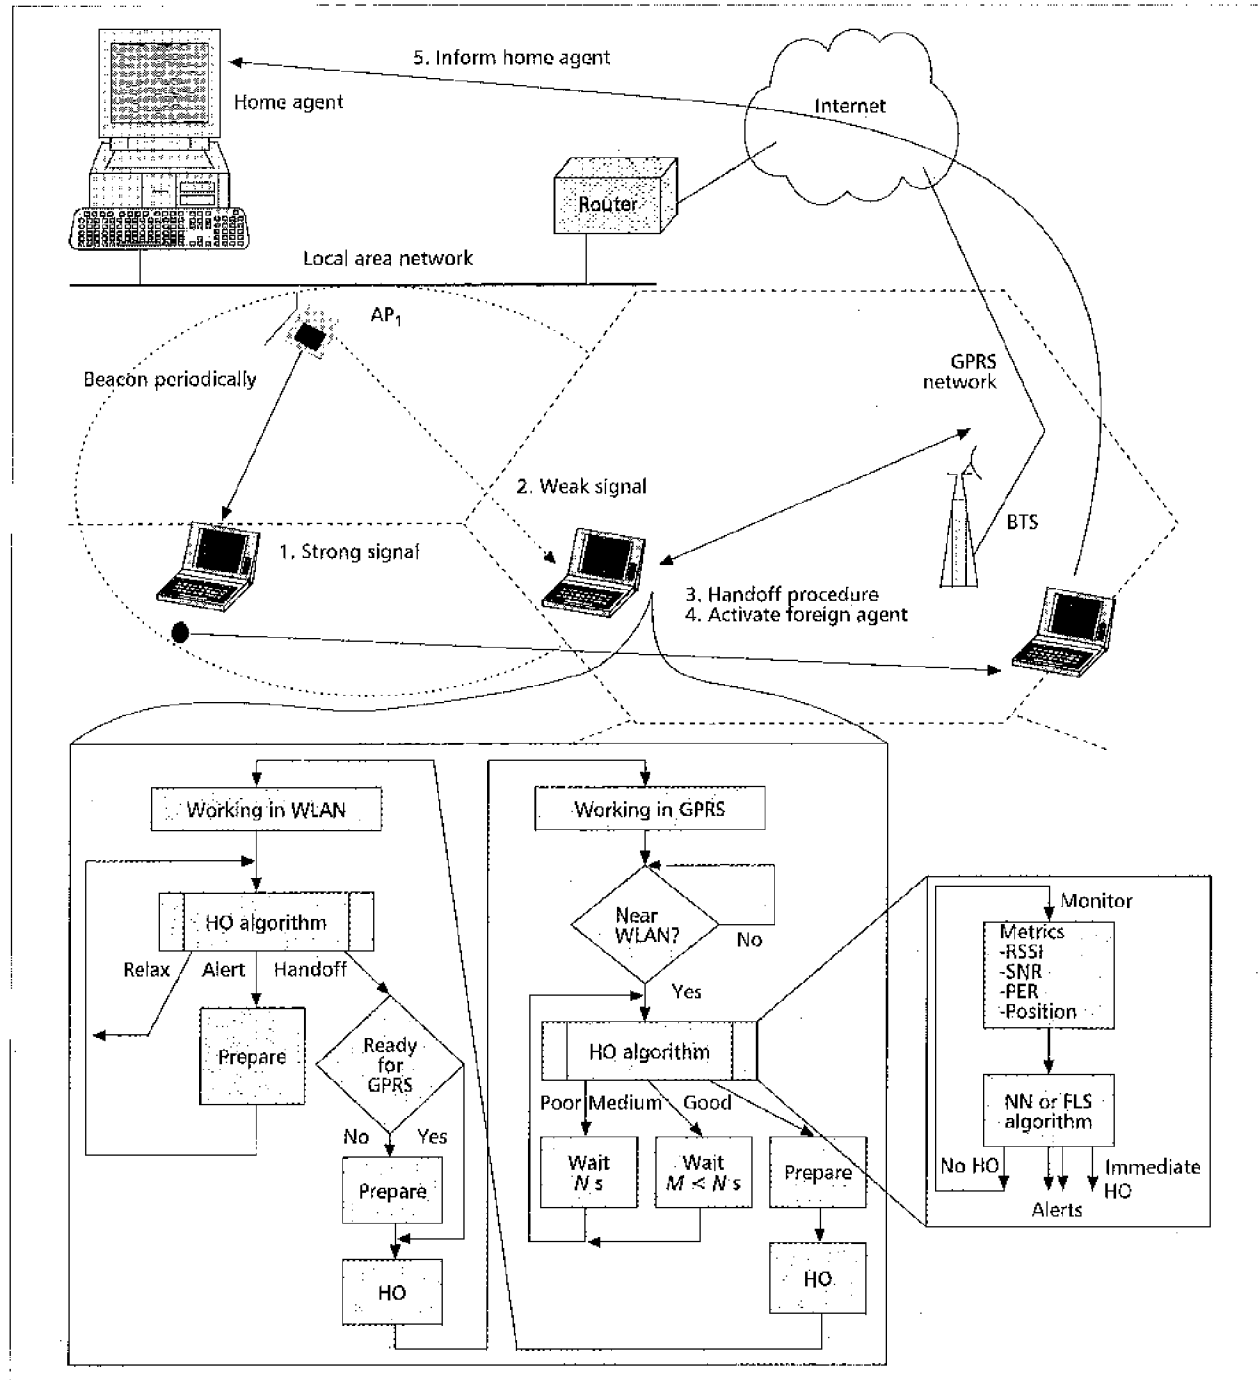 5. Inform home agent
Home agent
Internet
Router
Local area network
AP1
Beacon periodically
GPRS
network
2. Weak signal
BTS
1. Strong signal
3. Handoff procedure
4. Activate foreign agent
Working in WLAN
HO algorithm
Relax
Alert
Handoff
Prepare
Ready
for
GPRS
No
Yes
Prepare
HO
Working in GPRS
Near
WLAN?
No
Yes
HO algorithm
Poor
Medium
Good
Wait
N s
Wait
M < N s
Prepare
HO
Monitor
Metrics
-RSSI
-SNR
-PER
-Position
NN or FLS
algorithm
No HO
Immediate
HO
Alerts